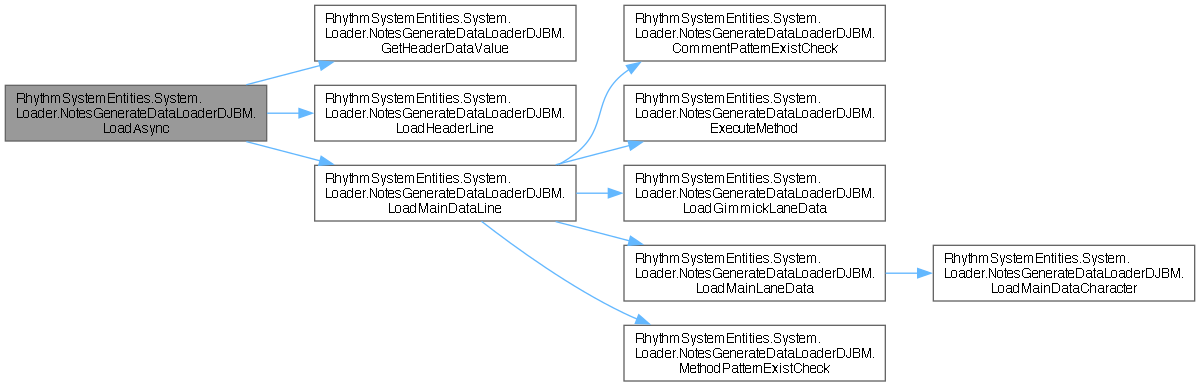 RhythmSystemEntities.System.
Loader.NotesGenerateDataLoaderDJBM.
LoadAsync
RhythmSystemEntities.System.
Loader.NotesGenerateDataLoaderDJBM.
GetHeaderDataValue
RhythmSystemEntities.System.
Loader.NotesGenerateDataLoaderDJBM.
LoadHeaderLine
RhythmSystemEntities.System.
Loader.NotesGenerateDataLoaderDJBM.
LoadMainDataLine
RhythmSystemEntities.System.
Loader.NotesGenerateDataLoaderDJBM.
CommentPatternExistCheck
RhythmSystemEntities.System.
Loader.NotesGenerateDataLoaderDJBM.
ExecuteMethod
RhythmSystemEntities.System.
Loader.NotesGenerateDataLoaderDJBM.
LoadGimmickLaneData
RhythmSystemEntities.System.
Loader.NotesGenerateDataLoaderDJBM.
LoadMainLaneData
RhythmSystemEntities.System.
Loader.NotesGenerateDataLoaderDJBM.
MethodPatternExistCheck
RhythmSystemEntities.System.
Loader.NotesGenerateDataLoaderDJBM.
LoadMainDataCharacter